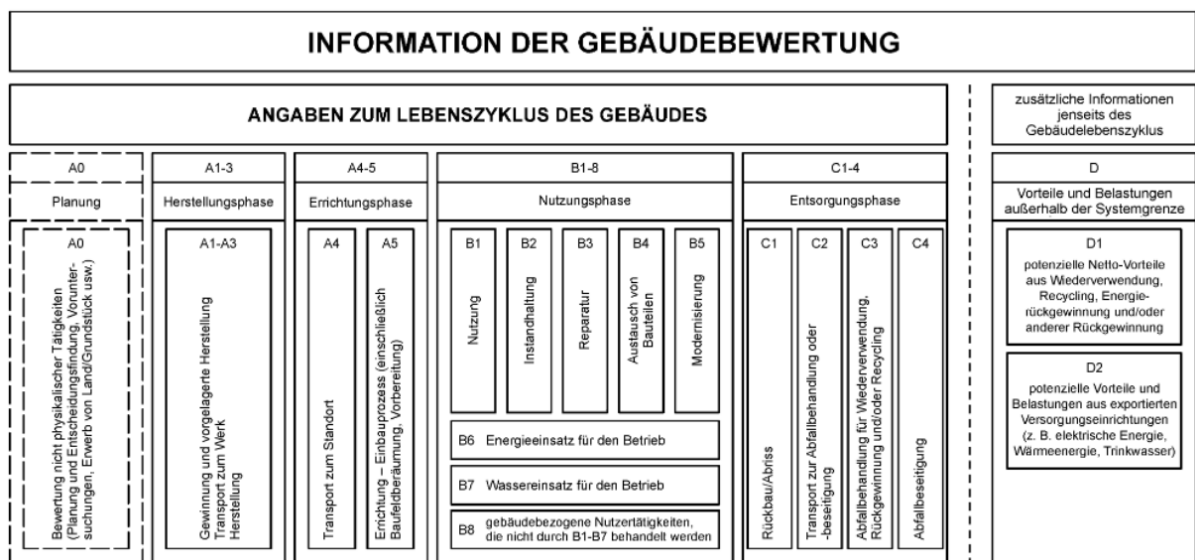 INFORMATION DER GEBÄUDEBEWERTUNG
ANGABEN ZUM LEBENSZYKLUS DES GEBÄUDES
zusätzliche Informationen
jenseits des
Gebäudelebenszyklus
A0
Planung
A0
Bewertung nicht physikalischer Tätigkeiten
(Planung und Entscheidungsfindung, Vorunter-
suchungen, Erwerb von Land/Grundstück usw.)
A1-3
Herstellungsphase
A1-A3
Gewinnung und vorgelagerte Herstellung
Transport zum Werk
Herstellung
A4-5
Errichtungsphase
A4
Transport zum Standort
A5
Errichtung – Einbauprozess (einschließlich
Baufeldberäumung, Vorbereitung)
B1-8
Nutzungsphase
B1
Nutzung
B2
Instandhaltung
B3
Reparatur
B4
Austausch von
Bauteilen
B5
Modernisierung
B6 Energieeinsatz für den Betrieb
B7 Wassereinsatz für den Betrieb
B8 gebäudebezogene Nutzertätigkeiten,
die nicht durch B1-B7 behandelt werden
C1-4
Entsorgungsphase
C1
Rückbau/Abriss
C2
Transport zur Abfallbehandlung oder
-beseitigung
C3
Abfallbehandlung für Wiederverwendung,
Rückgewinnung und/oder Recycling
C4
Abfallbeseitigung
D
Vorteile und Belastungen
außerhalb der Systemgrenze
D1
potenzielle Netto-Vorteile
aus Wiederverwendung,
Recycling, Energie-
rückgewinnung und/oder
anderer Rückgewinnung
D2
potenzielle Vorteile und
Belastungen aus exportierten
Versorgungseinrichtungen
(z. B. elektrische Energie,
Wärmeenergie, Trinkwasser)